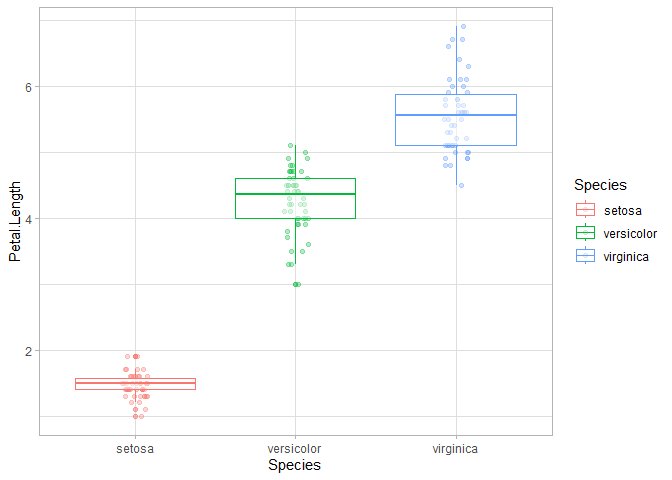 Petal.Length
6
4
2
setosa
versicolor
virginica
Species
Species
setosa
versicolor
virginica